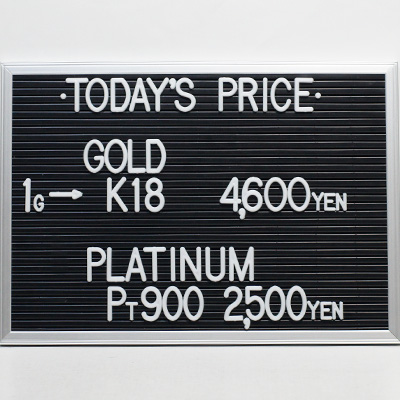 ·TODAY'S PRICE·
GOLD
1G→ K18 4,600YEN
PLATINUM
PT900 2,500YEN